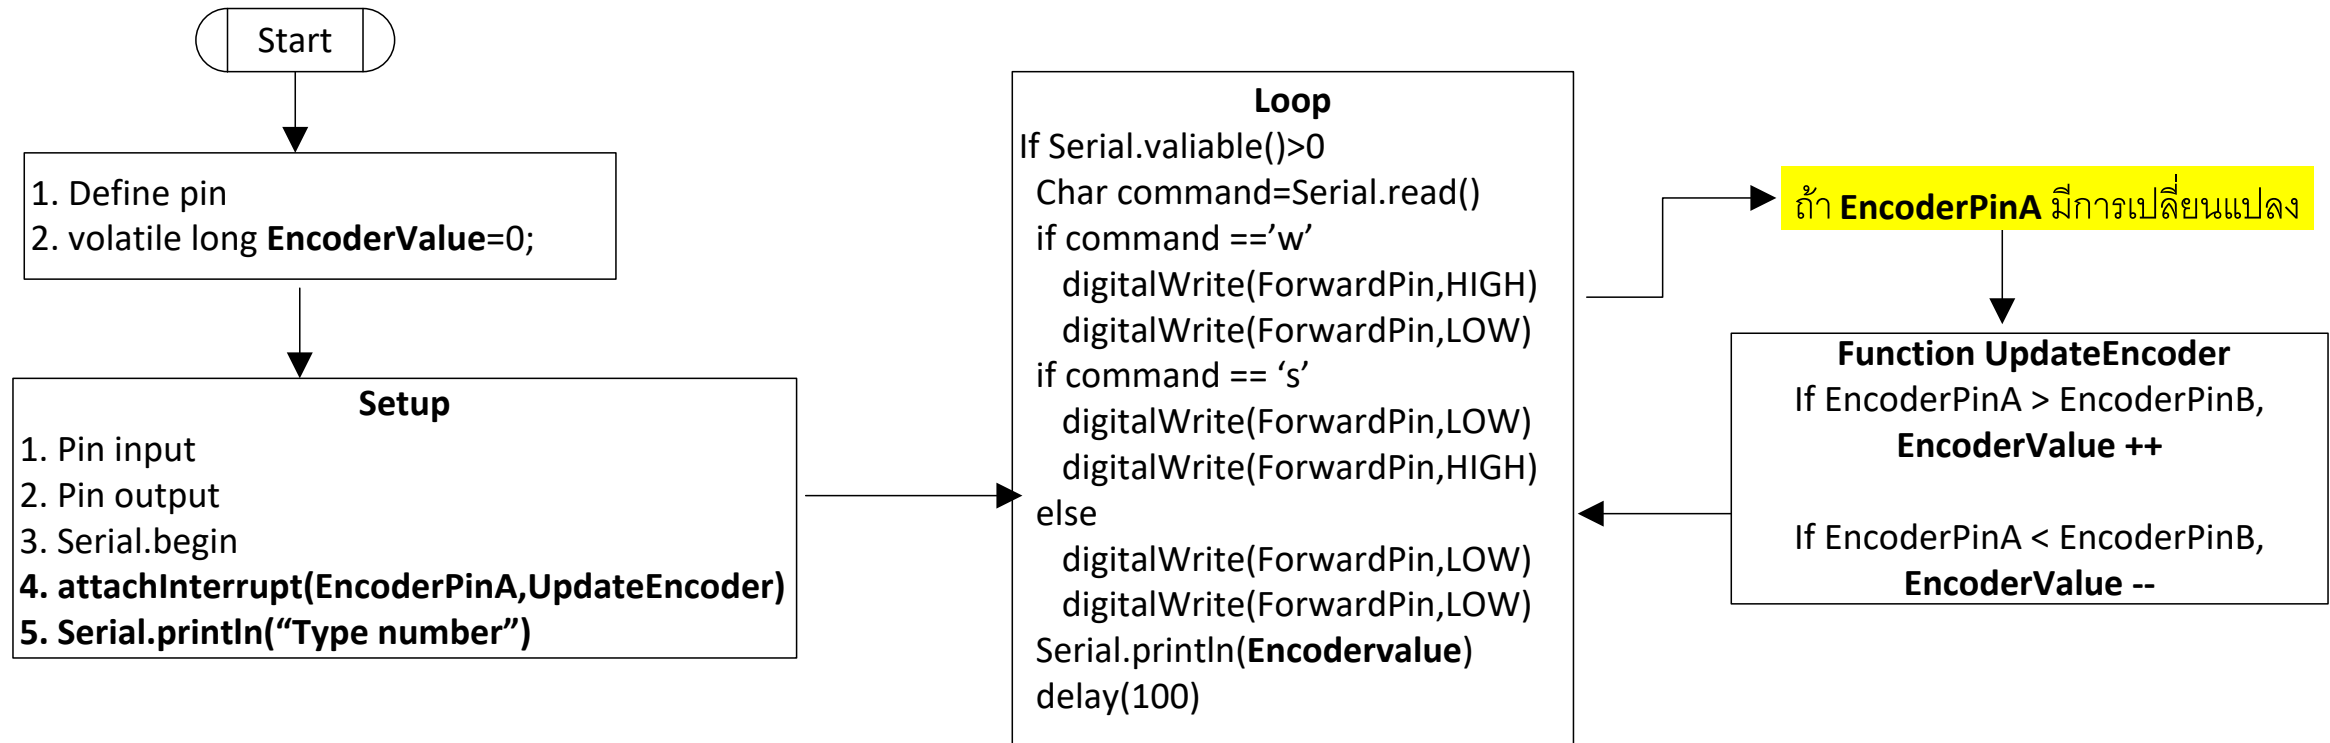 Start
1. Define pin
2. volatile long EncoderValue=0;
Setup
1. Pin input
2. Pin output
3. Serial.begin
4. attachInterrupt(EncoderPinA,UpdateEncoder)
5. Serial.println(“Type number”)
Loop
If Serial.valiable()>0
Char command=Serial.read()
if command ==’w’
digitalWrite(ForwardPin,HIGH)
digitalWrite(ForwardPin,LOW)
if command == ‘s’
digitalWrite(ForwardPin,LOW)
digitalWrite(ForwardPin,HIGH)
else
digitalWrite(ForwardPin,LOW)
digitalWrite(ForwardPin,LOW)
Serial.println(Encodervalue)
delay(100)
ถ้า EncoderPinA มีการเปลี่ยนแปลง
Function UpdateEncoder
If EncoderPinA > EncoderPinB,
EncoderValue ++
If EncoderPinA < EncoderPinB,
EncoderValue --